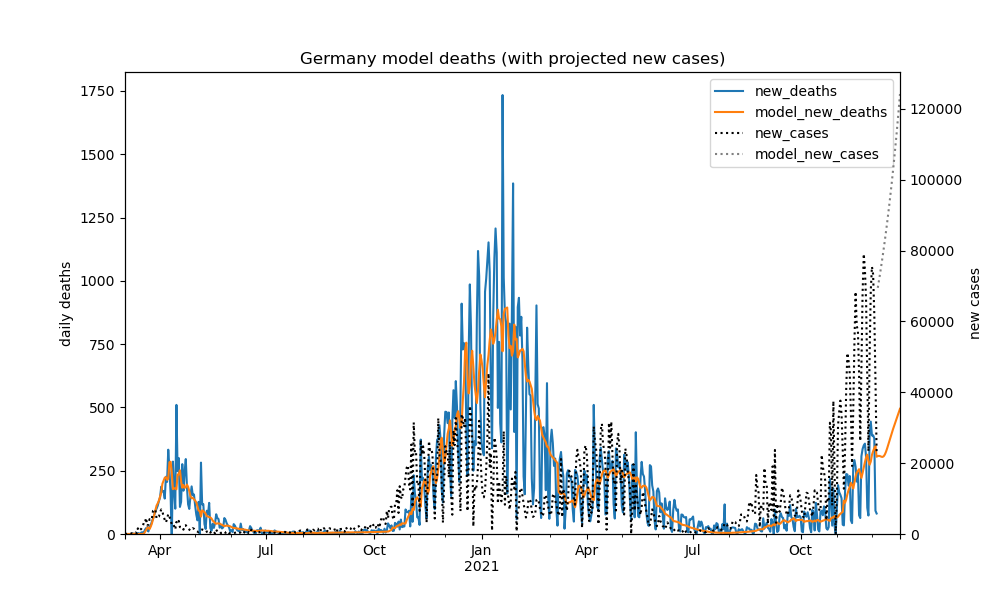 Germany model deaths (with projected new cases)
new_deaths
model_new_deaths
new_cases
model_new_cases
daily deaths
1750
1500
1250
1000
750
500
250
0
120000
100000
80000
60000
40000
20000
0
new cases
Apr
Jul
Oct
Jan
2021
Apr
Jul
Oct